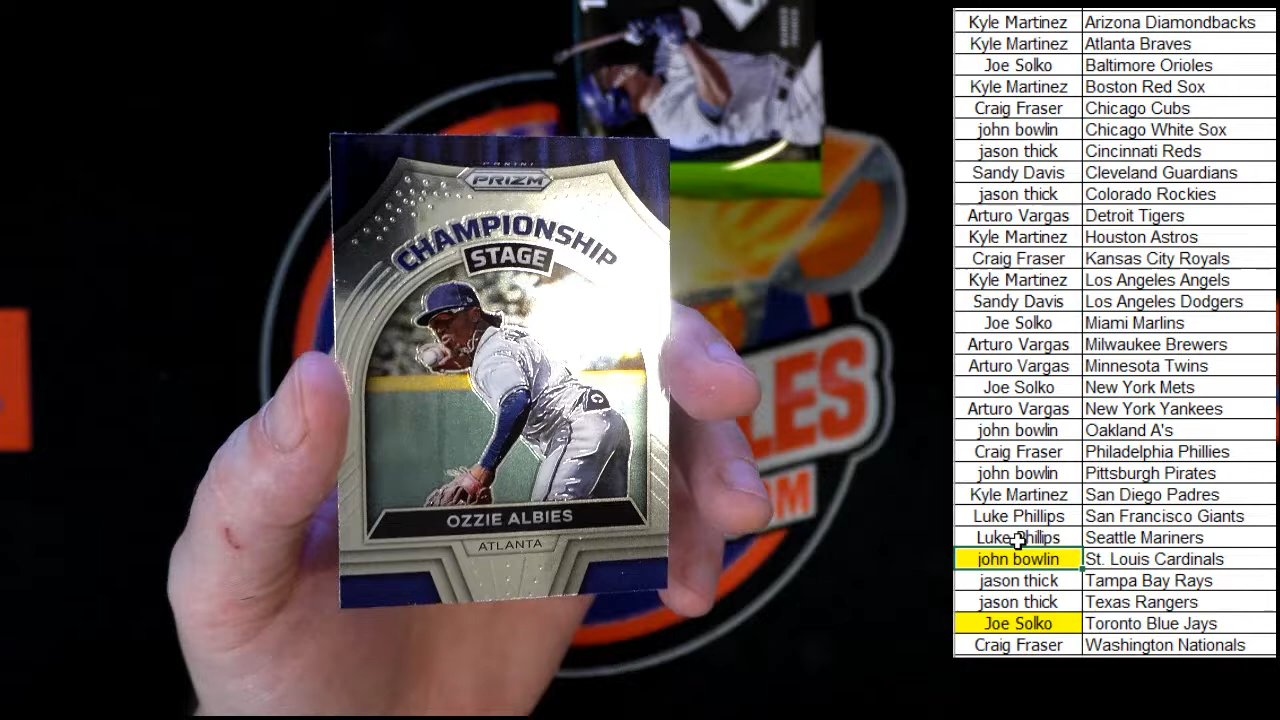 PANINI
PRIZM
CHAMPIONSHIP
STAGE
OZZIE ALBIES
ATLANTA
LES
OM
Kyle Martinez Arizona Diamondbacks
Kyle Martinez Atlanta Braves
Joe Solko Baltimore Orioles
Kyle Martinez Boston Red Sox
Craig Fraser Chicago Cubs
john bowlin Chicago White Sox
jason thick Cincinnati Reds
Sandy Davis Cleveland Guardians
jason thick Colorado Rockies
Arturo Vargas Detroit Tigers
Kyle Martinez Houston Astros
Craig Fraser Kansas City Royals
Kyle Martinez Los Angeles Angels
Sandy Davis Los Angeles Dodgers
Joe Solko Miami Marlins
Arturo Vargas Milwaukee Brewers
Arturo Vargas Minnesota Twins
Joe Solko New York Mets
Arturo Vargas New York Yankees
john bowlin Oakland A's
Craig Fraser Philadelphia Phillies
john bowlin Pittsburgh Pirates
Kyle Martinez San Diego Padres
Luke Phillips San Francisco Giants
Luke Phillips Seattle Mariners
john bowlin St. Louis Cardinals
jason thick Tampa Bay Rays
jason thick Texas Rangers
Joe Solko Toronto Blue Jays
Craig Fraser Washington Nationals